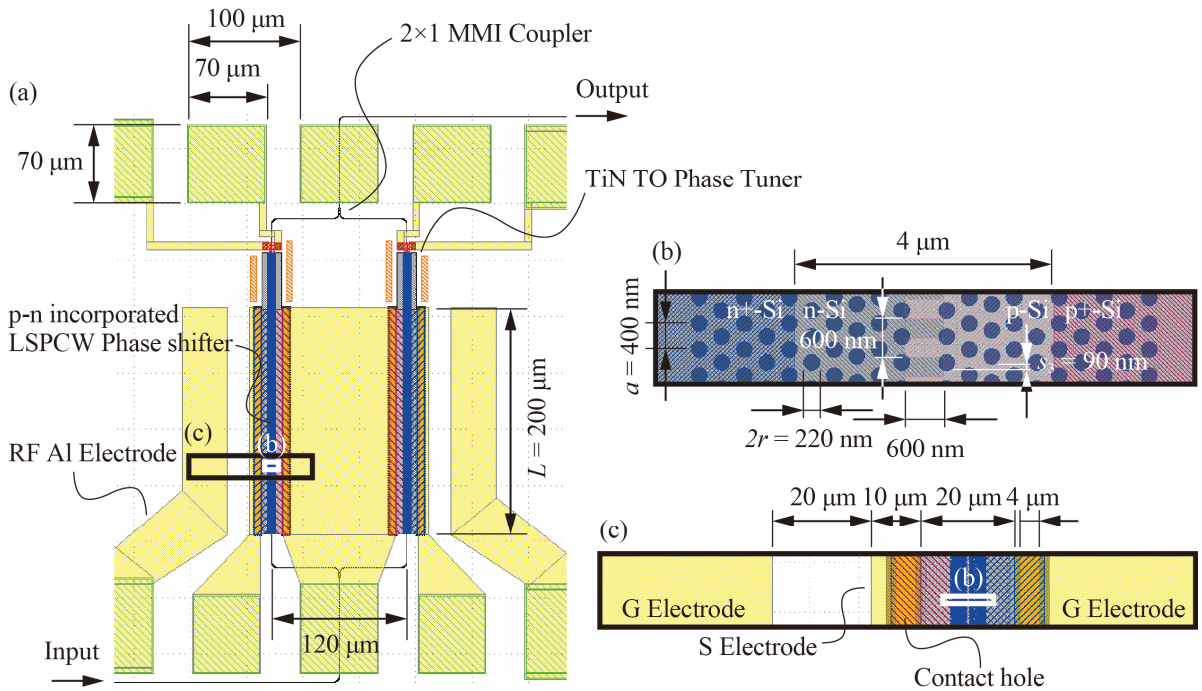 100 μm
2×1 MMI Coupler
70 μm
(a)
Output
70 μm
TiN TO Phase Tuner
p-n incorporated
LSPCW Phase shifter
L = 200 μm
(c)
(b)
RF Al Electrode
120 μm
Input
(b)
4 μm
n+-Si
n-Si
p-Si
p+-Si
600 nm
a = 400 nm
s = 90 nm
2r = 220 nm
600 nm
20 μm
10 μm
20 μm
4 μm
(c)
(b)
G Electrode
G Electrode
S Electrode
Contact hole